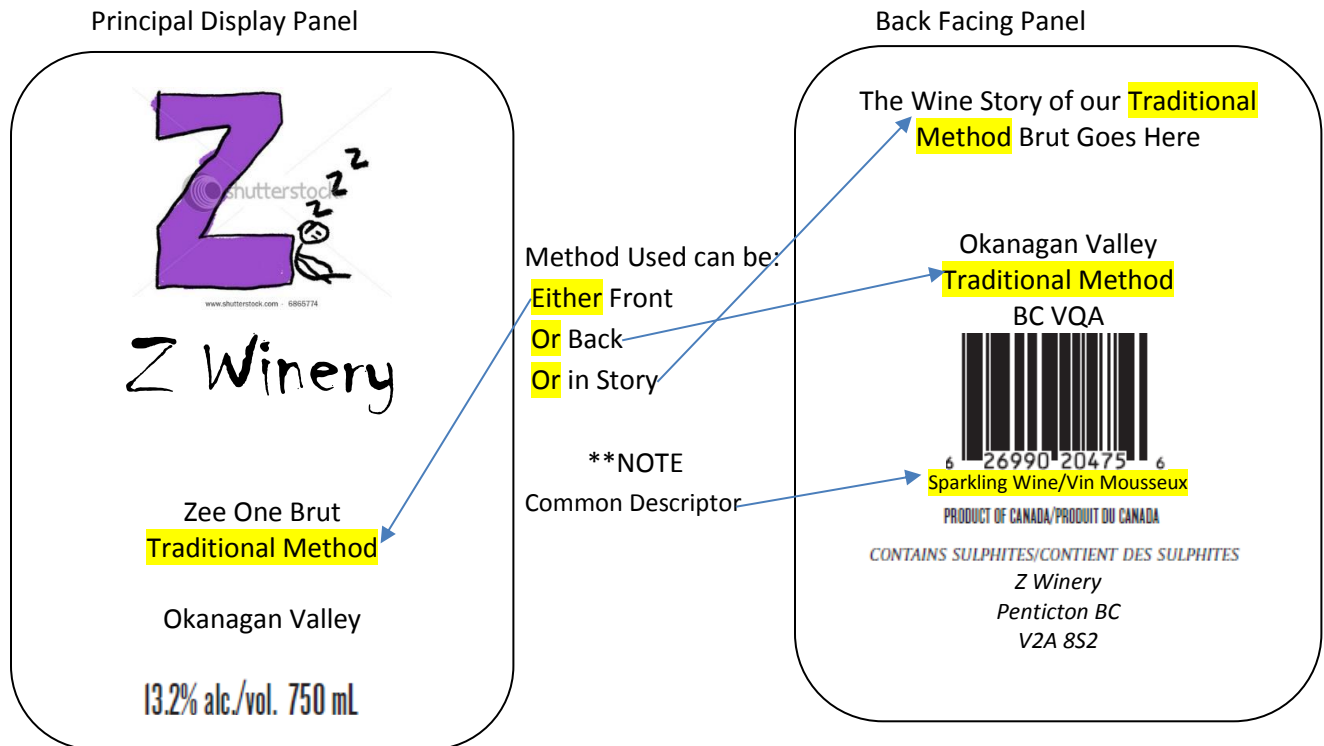 Principal Display Panel
Back Facing Panel
shutterstock
z z z z
www.shutterstock.com - 6865774
Z Winery
Zee One Brut
Traditional Method
Okanagan Valley
13.2% alc./vol. 750 mL
Method Used can be:
Either Front
Or Back
Or in Story
**NOTE
Common Descriptor
The Wine Story of our Traditional
Method Brut Goes Here
Okanagan Valley
Traditional Method
BC VQA
6 26990 20475 6
Sparkling Wine/Vin Mousseux
PRODUCT OF CANADA/PRODUIT DU CANADA
CONTAINS SULPHITES/CONTIENT DES SULPHITES
Z Winery
Penticton BC
V2A 8S2